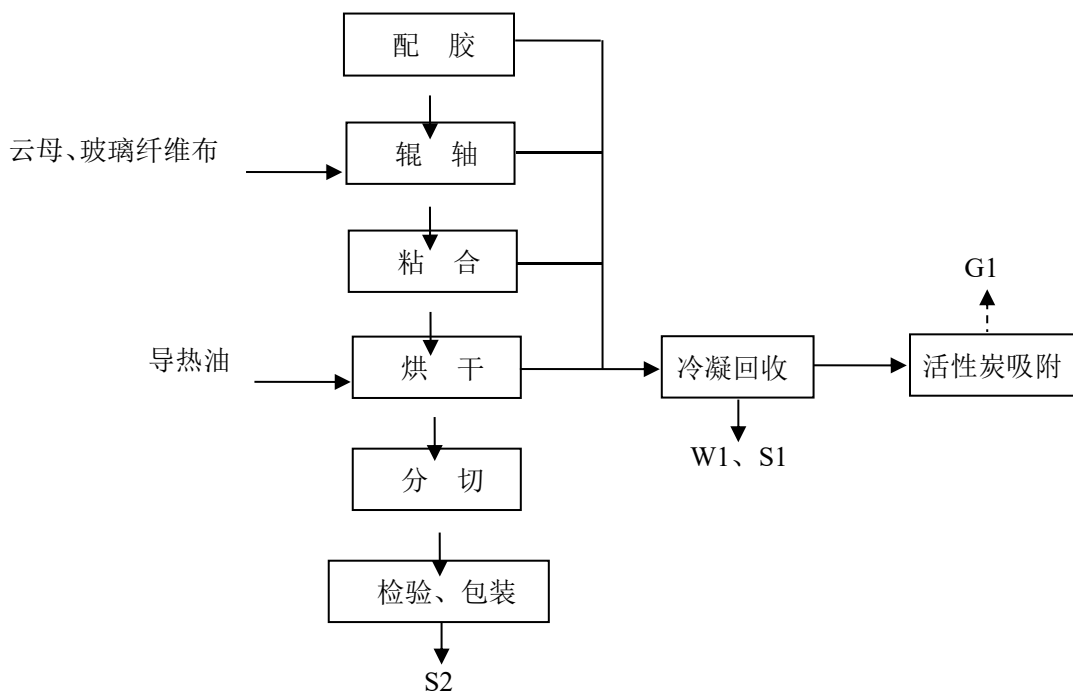 配 胶
云母、玻璃纤维布
辊 轴
粘 合
G1
导热油
烘 干
冷凝回收
活性炭吸附
W1、S1
分 切
检验、包装
S2